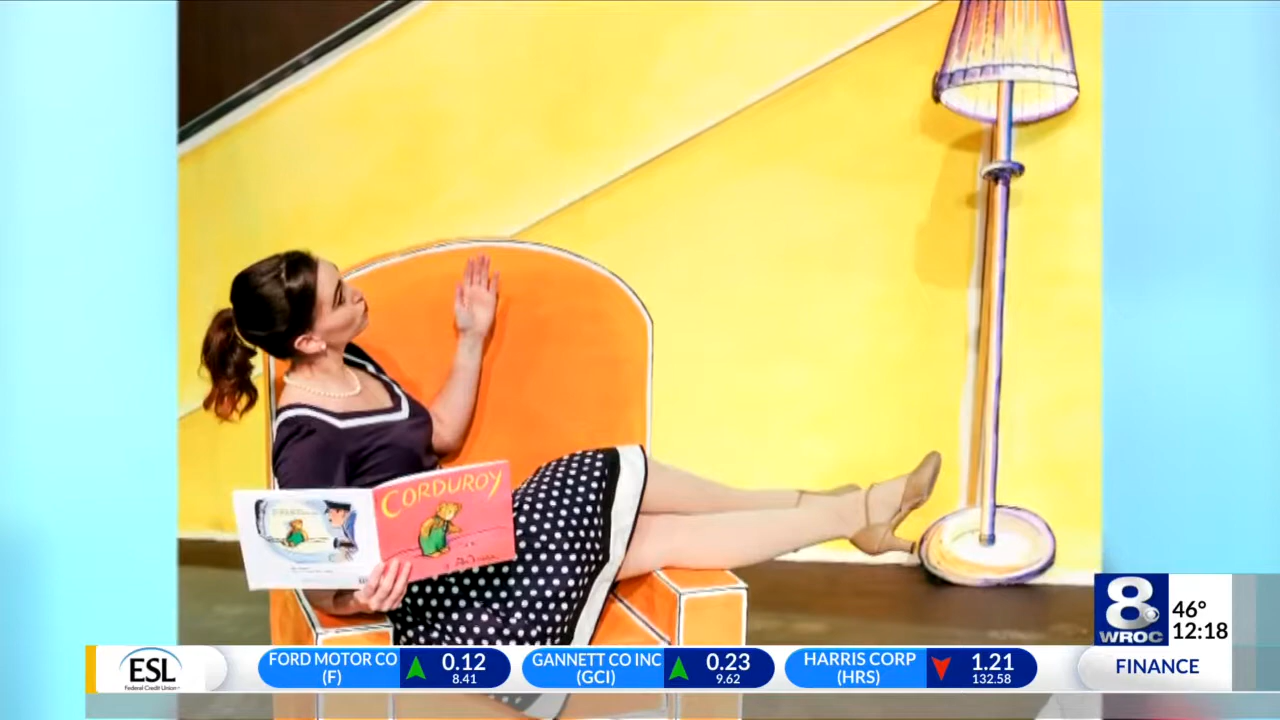 CORDUROY
8
WROC
46°
12:18
FINANCE
ESL
Federal Credit Union
FORD MOTOR CO
(F)
0.12
8.41
GANNETT CO INC
(GCI)
0.23
9.62
HARRIS CORP
(HRS)
1.21
132.58